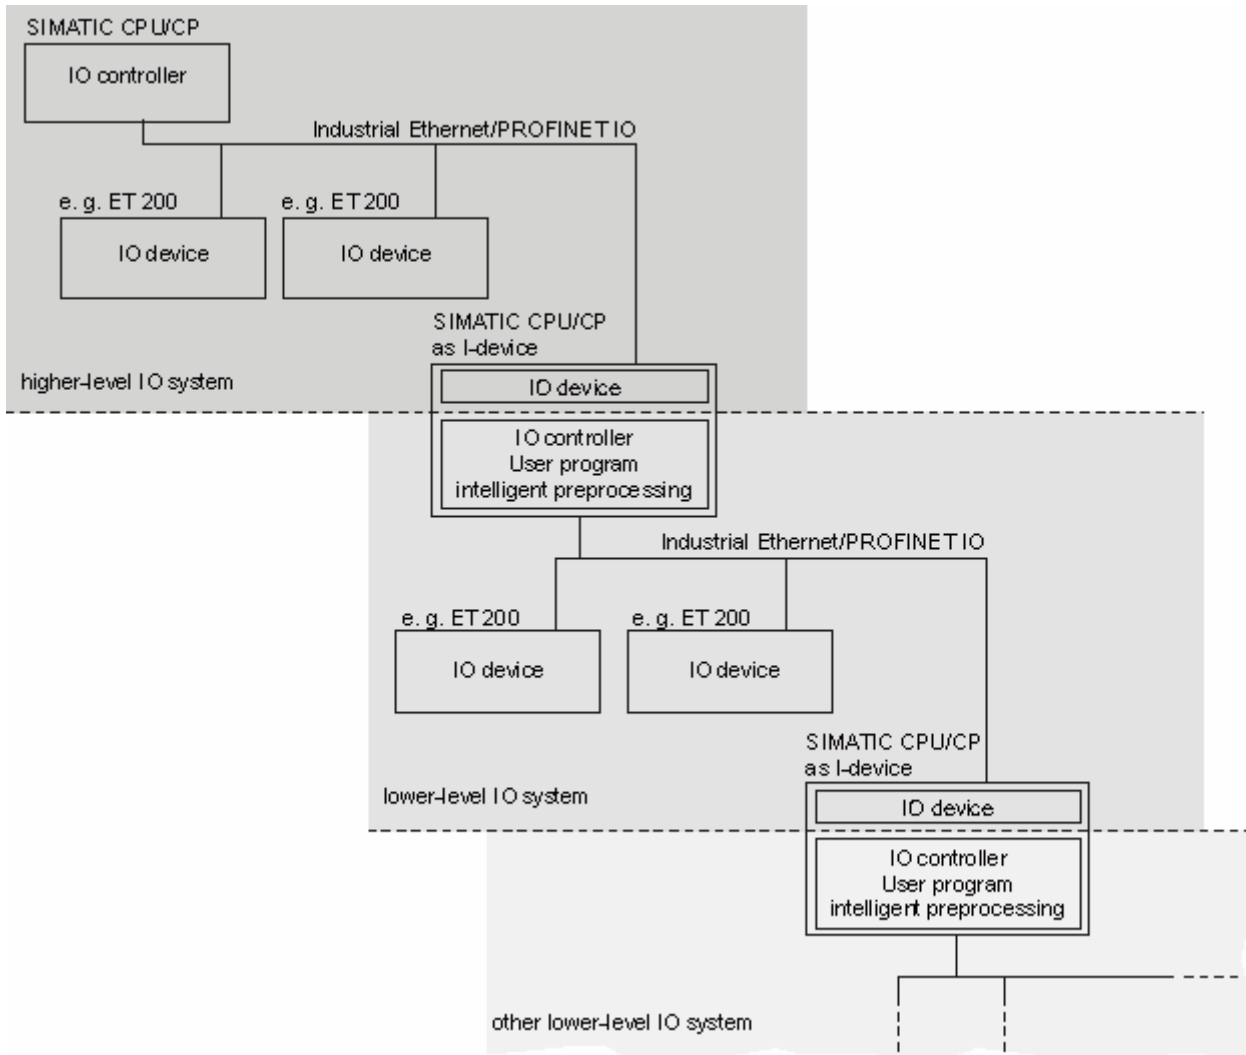 SIMATIC CPU/CP
IO controller
Industrial Ethernet/PROFINET IO
e. g. ET 200
e. g. ET 200
IO device
IO device
SIMATIC CPU/CP
as I-device
higher-level IO system
IO device
IO controller
User program
intelligent preprocessing
Industrial Ethernet/PROFINET IO
e. g. ET 200
e. g. ET 200
IO device
IO device
SIMATIC CPU/CP
as I-device
lower-level IO system
IO device
IO controller
User program
intelligent preprocessing
other lower-level IO system